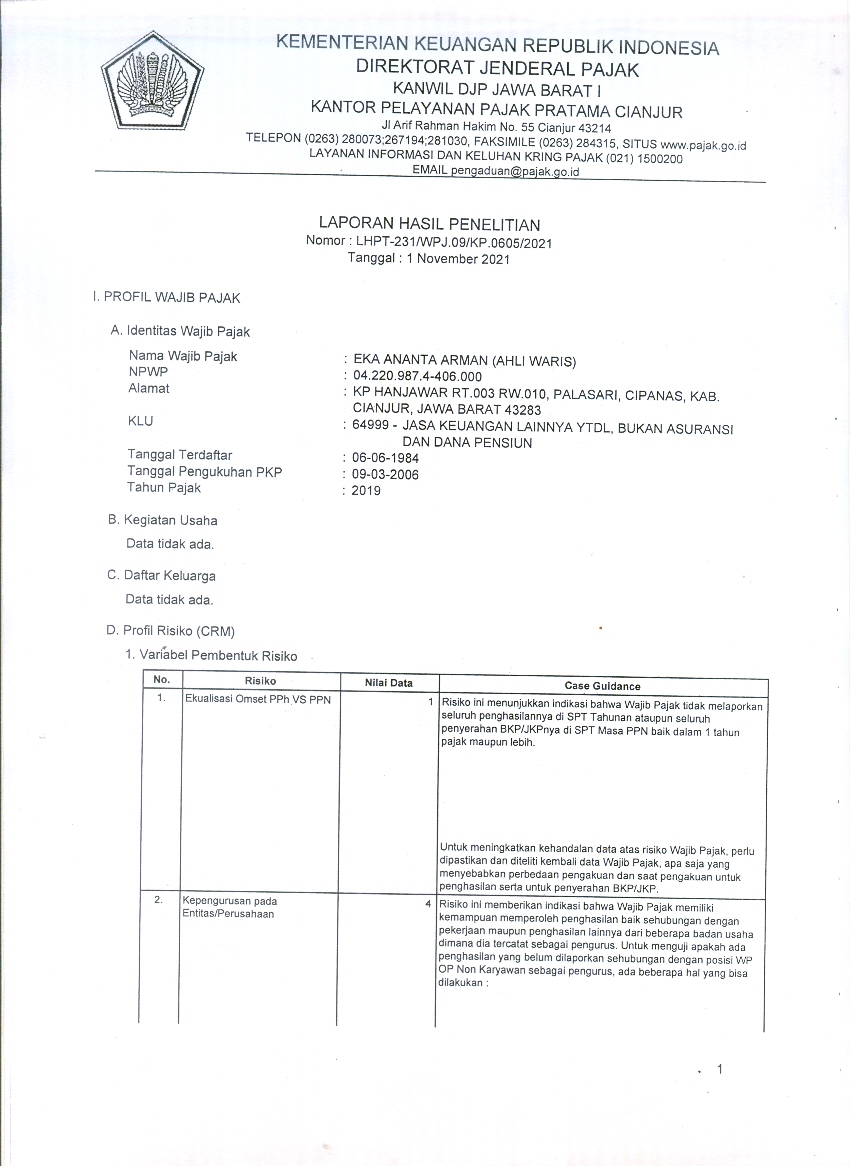 KEMENTERIAN KEUANGAN REPUBLIK INDONESIA
DIREKTORAT JENDERAL PAJAK
KANWIL DJP JAWA BARAT I
KANTOR PELAYANAN PAJAK PRATAMA CIANJUR
Jl Arif Rahman Hakim No. 55 Cianjur 43214
TELEPON (0263) 280073;267194;281030, FAKSIMILE (0263) 284315, SITUS www.pajak.go.id
LAYANAN INFORMASI DAN KELUHAN KRING PAJAK (021) 1500200
EMAIL pengaduan@pajak.go.id
LAPORAN HASIL PENELITIAN
Nomor : LHPT-231/WPJ.09/KP.0605/2021
Tanggal : 1 November 2021
I. PROFIL WAJIB PAJAK
A. Identitas Wajib Pajak
Nama Wajib Pajak : EKA ANANTA ARMAN (AHLI WARIS)
NPWP : 04.220.987.4-406.000
Alamat : KP HANJAWAR RT.003 RW.010, PALASARI, CIPANAS, KAB.
CIANJUR, JAWA BARAT 43283
KLU : 64999 - JASA KEUANGAN LAINNYA YTDL, BUKAN ASURANSI
DAN DANA PENSIUN
Tanggal Terdaftar : 06-06-1984
Tanggal Pengukuhan PKP : 09-03-2006
Tahun Pajak : 2019
B. Kegiatan Usaha
Data tidak ada.
C. Daftar Keluarga
Data tidak ada.
D. Profil Risiko (CRM)
1. Variabel Pembentuk Risiko
No. Risiko Nilai Data Case Guidance
1. Ekualisasi Omset PPh VS PPN 1 Risiko ini menunjukkan indikasi bahwa Wajib Pajak tidak melaporkan
seluruh penghasilannya di SPT Tahunan ataupun seluruh
penyerahan BKP/JKPnya di SPT Masa PPN baik dalam 1 tahun
pajak maupun lebih.
Untuk meningkatkan kehandalan data atas risiko Wajib Pajak, perlu
dipastikan dan diteliti kembali data Wajib Pajak, apa saja yang
menyebabkan perbedaan pengakuan dan saat pengakuan untuk
penghasilan serta untuk penyerahan BKP/JKP.
2. Kepengurusan pada 4 Risiko ini memberikan indikasi bahwa Wajib Pajak memiliki
Entitas/Perusahaan kemampuan memperoleh penghasilan baik sehubungan dengan
pekerjaan maupun penghasilan lainnya dari beberapa badan usaha
dimana dia tercatat sebagai pengurus. Untuk menguji apakah ada
penghasilan yang belum dilaporkan sehubungan dengan posisi WP
OP Non Karyawan sebagai pengurus, ada beberapa hal yang bisa
dilakukan :
1